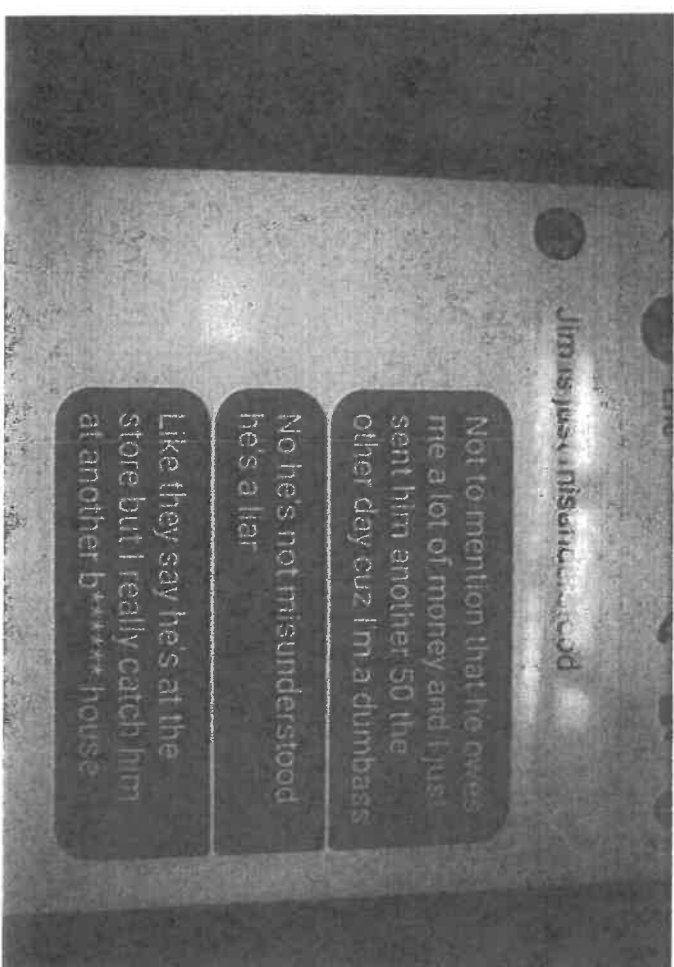 Jim is just misunderstood
Not to mention that he owes
me a lot of money and I just
sent him another 50 the
other day cuz I'm a dumbass
No he's not misunderstood
he's a liar
Like they say he's at the
store but I really catch him
at another b****** house